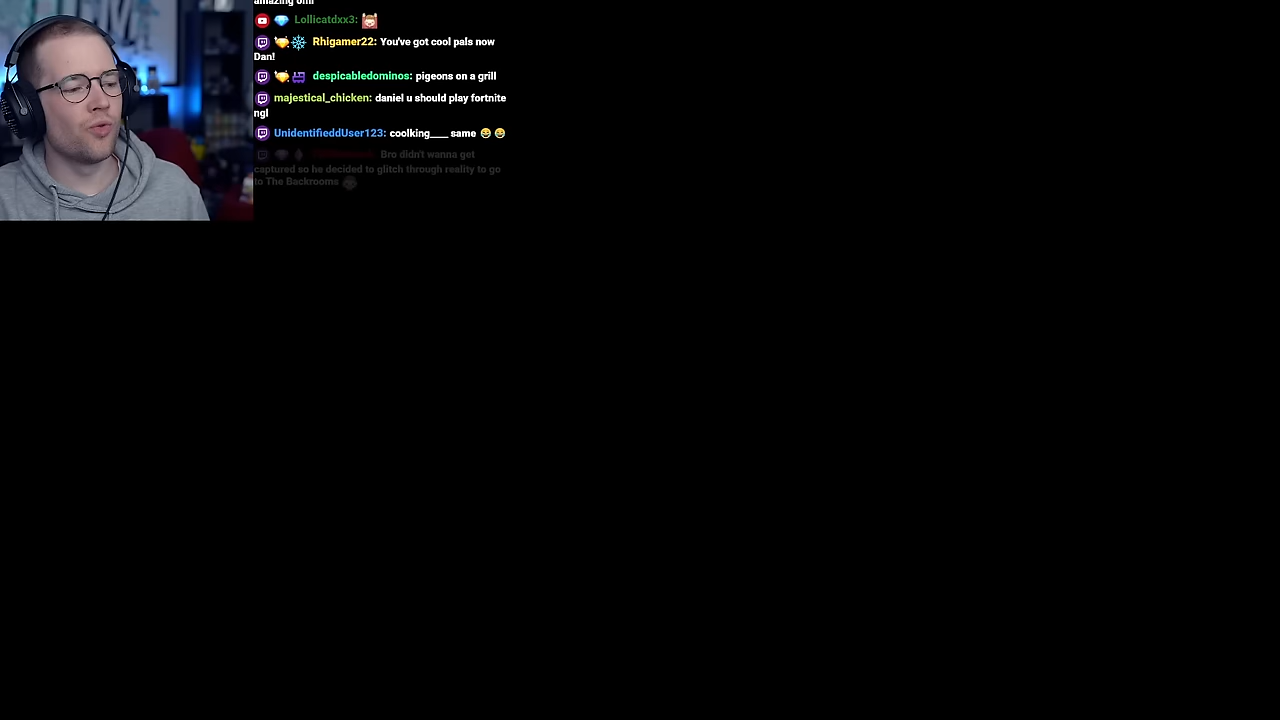 amazing omi
Lollicatdxx3:
Rhigamer22: You've got cool pals now
Dan!
despicabledominos: pigeons on a grill
majestical_chicken: daniel u should play fortnite
ngl
UnidentifieddUser123: coolking___ same 😂 😂
Bro didn't wanna get
captured so he decided to glitch through reality to go
to The Backrooms